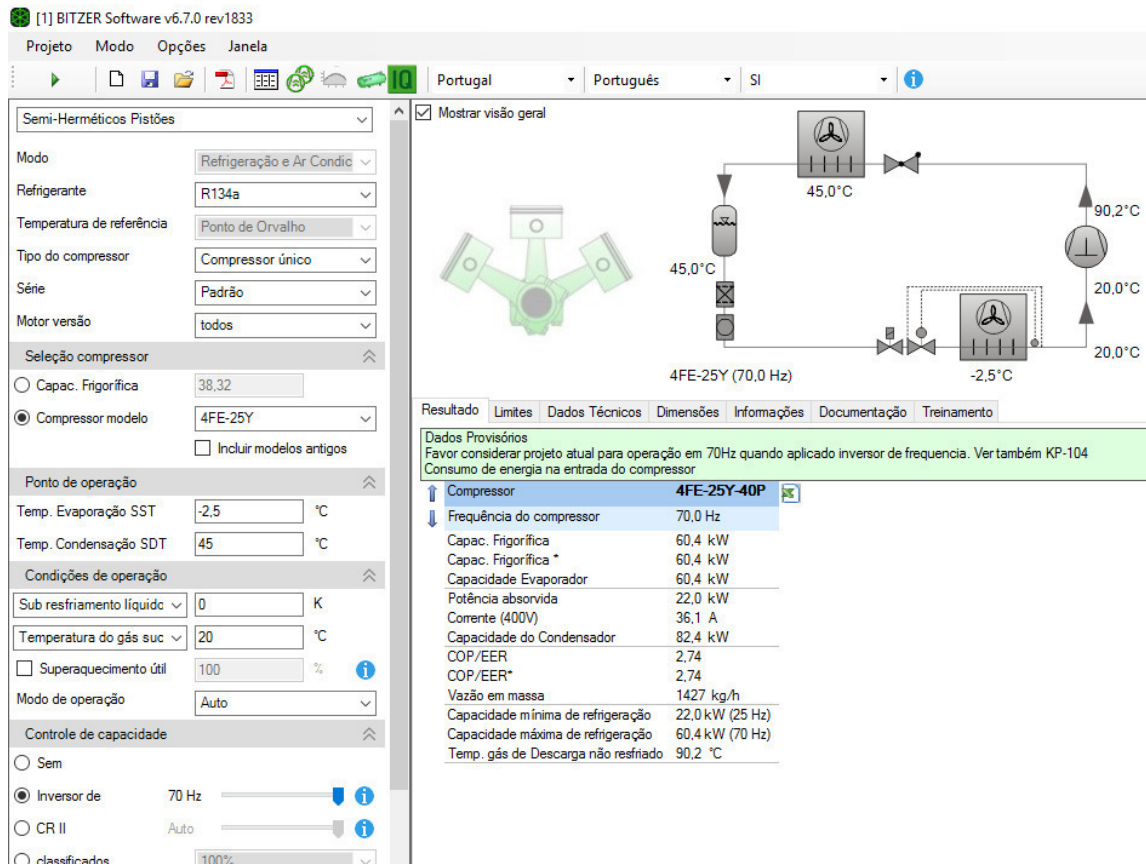 [1] BITZER Software v6.7.0 rev1833
Projeto Modo Opções Janela
IQ Portugal Português SI
Semi-Herméticos Pistões
Modo Refrigeração e Ar Condic
Refrigerante R134a
Temperatura de referência Ponto de Orvalho
Tipo do compressor Compressor único
Série Padrão
Motor versão todos
Seleção compressor
Capac. Frigorífica 38,32
Compressor modelo 4FE-25Y
Incluir modelos antigos
Ponto de operação
Temp. Evaporação SST -2,5 °C
Temp. Condensação SDT 45 °C
Condições de operação
Sub resfriamento líquidc 0 K
Temperatura do gás suc 20 °C
Superaquecimento útil 100 %
Modo de operação Auto
Controle de capacidade
Sem
Inversor de 70 Hz
CR II Auto
classificados 100%
Mostrar visão geral
45,0°C
90,2°C
45,0°C
20,0°C
20,0°C
4FE-25Y (70,0 Hz)
-2,5°C
Resultado Limites Dados Técnicos Dimensões Informações Documentação Treinamento
Dados Provisórios
Favor considerar projeto atual para operação em 70Hz quando aplicado inversor de frequencia. Ver também KP-104
Consumo de energia na entrada do compressor
Compressor 4FE-25Y-40P
Frequência do compressor 70,0 Hz
Capac. Frigorífica 60,4 kW
Capac. Frigorífica * 60,4 kW
Capacidade Evaporador 60,4 kW
Potência absorvida 22,0 kW
Corrente (400V) 36,1 A
Capacidade do Condensador 82,4 kW
COP/EER 2,74
COP/EER* 2,74
Vazão em massa 1427 kg/h
Capacidade mínima de refrigeração 22,0 kW (25 Hz)
Capacidade máxima de refrigeração 60,4 kW (70 Hz)
Temp. gás de Descarga não resfriado 90,2 °C